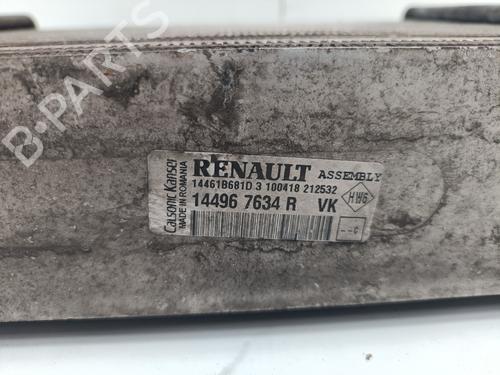 B-PARTS
Calsonic Kansei
MADE IN ROMANIA
RENAULT ASSEMBLY
14461B681D 3 100418 212532
14496 7634 R VK
--C